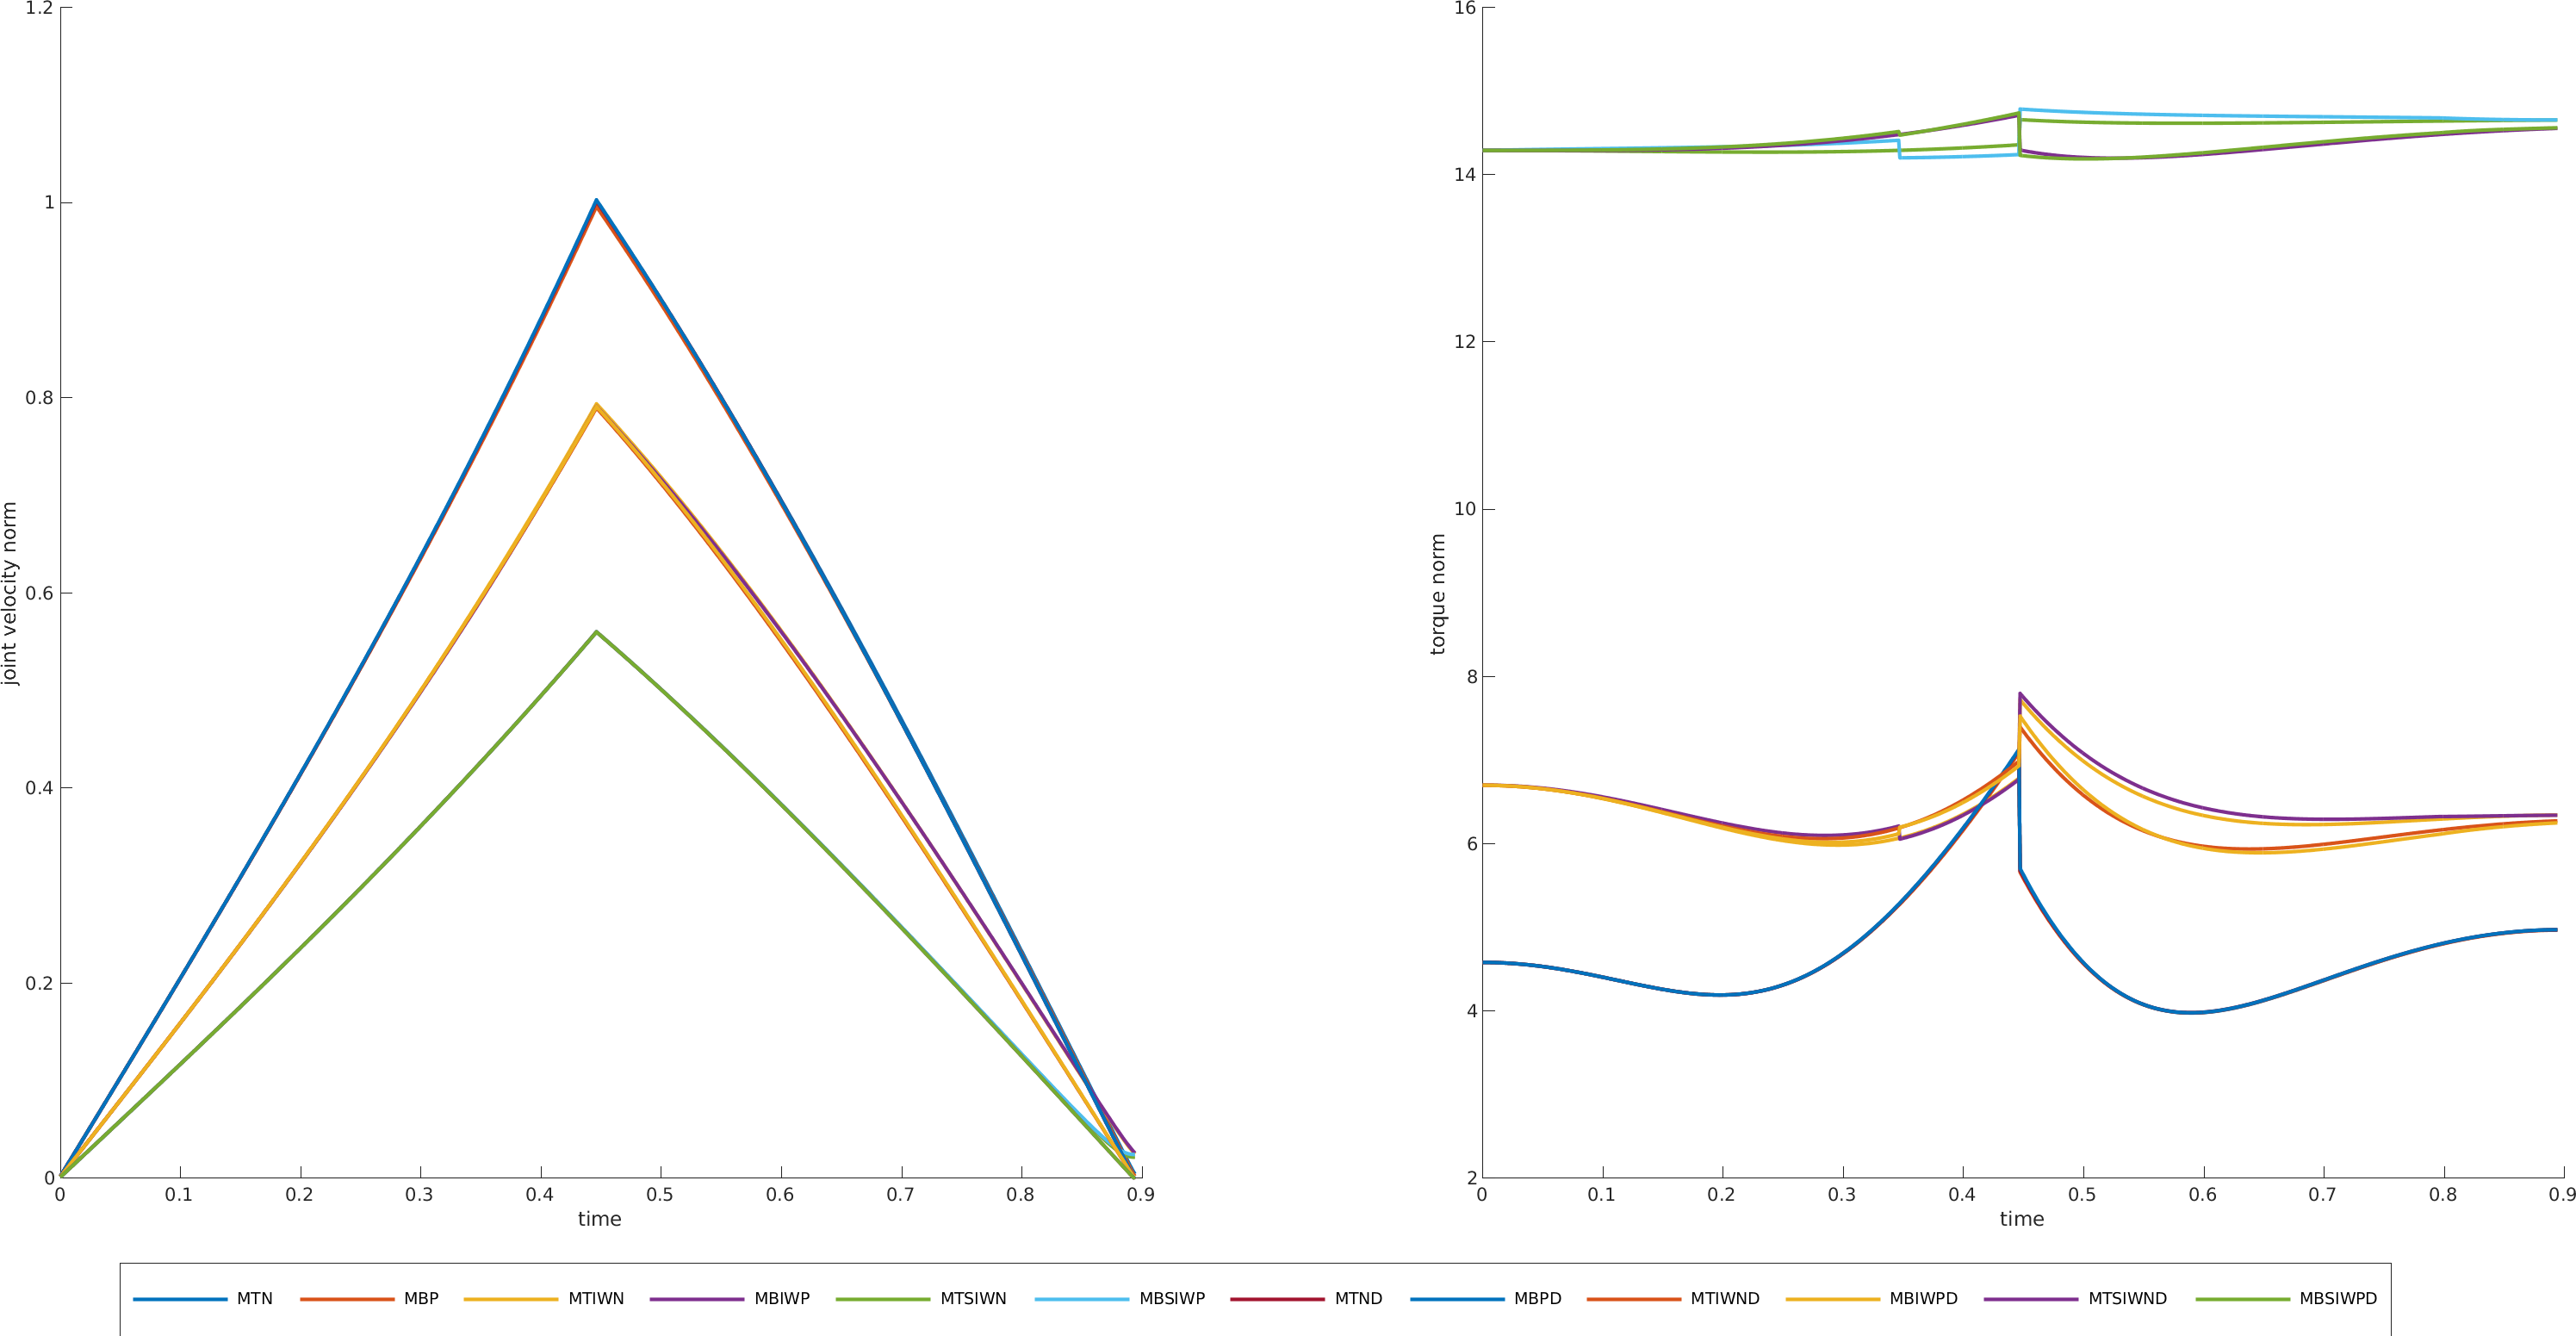 1.2
1
0.8
0.6
0.4
0.2
0
joint velocity norm
0 0.1 0.2 0.3 0.4 0.5 0.6 0.7 0.8 0.9
time
16
14
12
10
8
6
4
2
torque norm
0 0.1 0.2 0.3 0.4 0.5 0.6 0.7 0.8 0.9
time
MTN MBP MTIWN MBIWP MTSIWN MBSIWP MTND MBPD MTIWND MBIWPD MTSIWND MBSIWPD